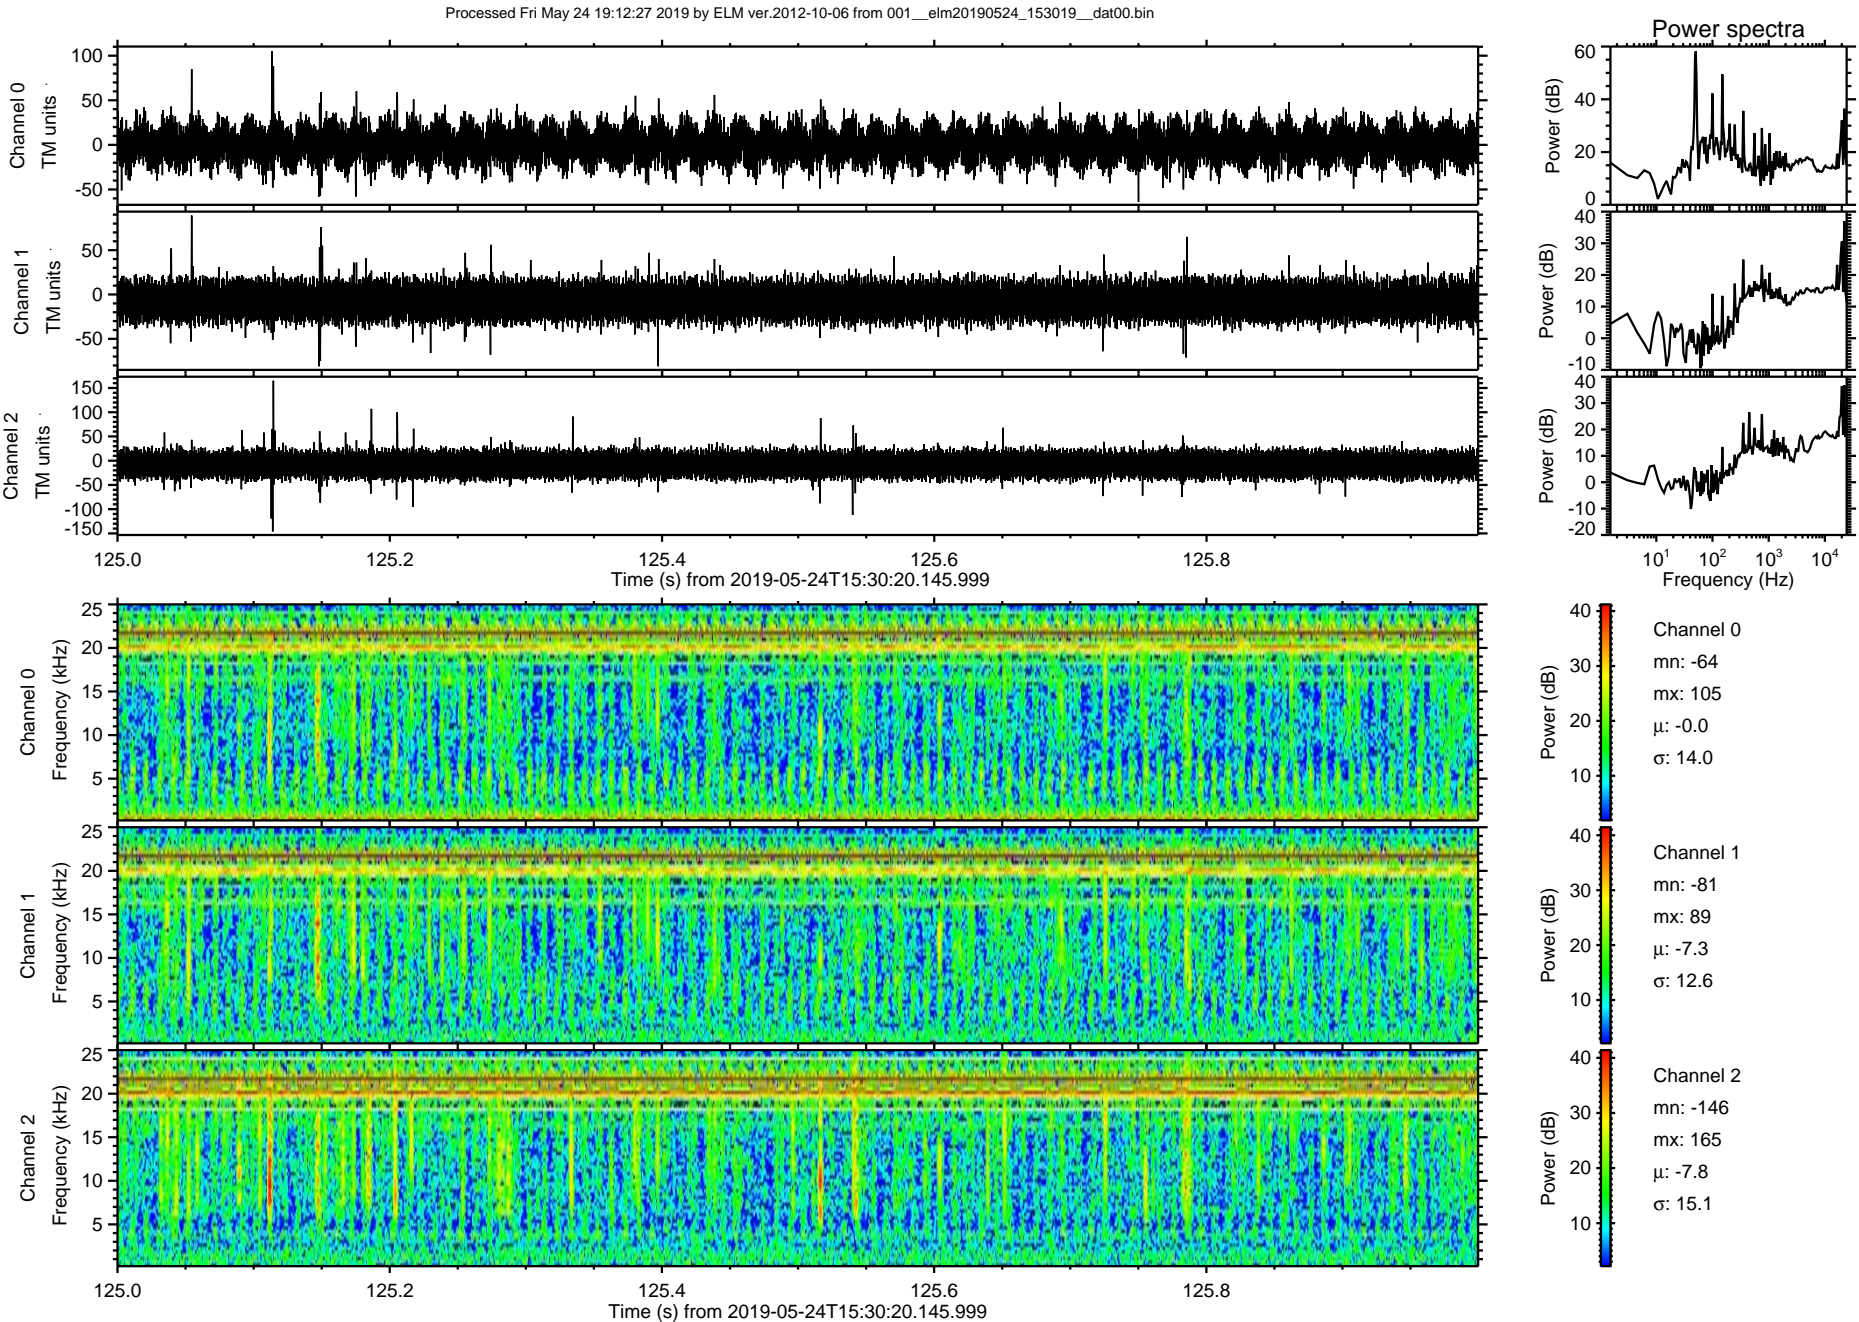 Processed Fri May 24 19:12:27 2019 by ELM ver.2012-10-06 from 001__elm20190524_153019__dat00.bin
Power spectra
Channel 0
TM units
100
50
0
-50
Power (dB)
60
40
20
0
Channel 1
TM units
50
0
-50
Power (dB)
40
30
20
10
0
-10
Channel 2
TM units
150
100
50
0
-50
-100
-150
Power (dB)
40
30
20
10
0
-10
-20
125.0 125.2 125.4 125.6 125.8
Time (s) from 2019-05-24T15:30:20.145.999
10¹ 10² 10³ 10⁴
Frequency (Hz)
Channel 0
Frequency (kHz)
25
20
15
10
5
Power (dB)
40
30
20
10
Channel 0
mn: -64
mx: 105
μ: -0.0
σ: 14.0
Channel 1
Frequency (kHz)
25
20
15
10
5
Power (dB)
40
30
20
10
Channel 1
mn: -81
mx: 89
μ: -7.3
σ: 12.6
Channel 2
Frequency (kHz)
25
20
15
10
5
Power (dB)
40
30
20
10
Channel 2
mn: -146
mx: 165
μ: -7.8
σ: 15.1
125.0 125.2 125.4 125.6 125.8
Time (s) from 2019-05-24T15:30:20.145.999